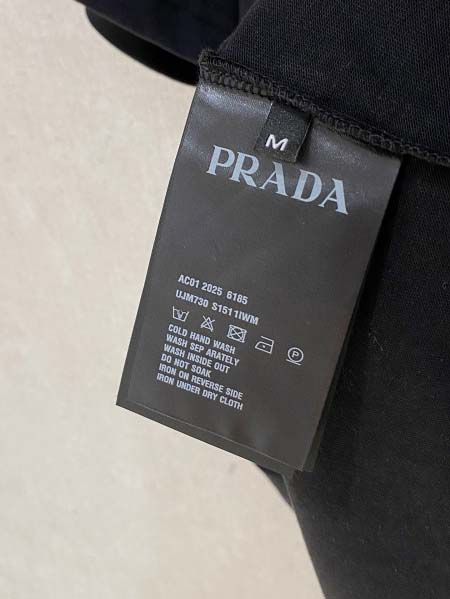 M
PRADA
AC01 2025 6185
UJM730 S1511IWM
COLD HAND WASH
WASH SEP ARATELY
WASH INSIDE OUT
DO NOT SOAK
IRON ON REVERSE SIDE
IRON UNDER DRY CLOTH